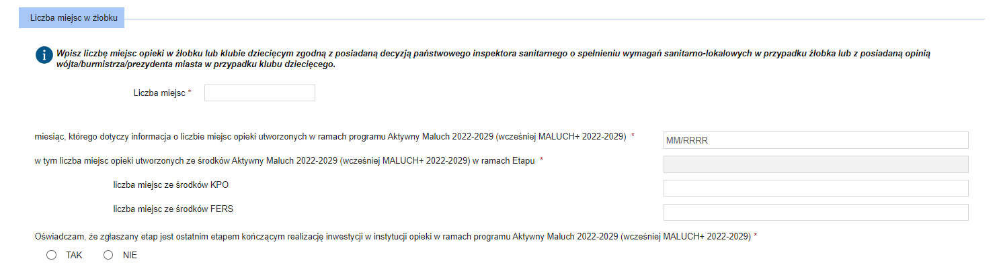 Liczba miejsc w żłobku
Wpisz liczbę miejsc opieki w żłobku lub klubie dziecięcym zgodną z posiadaną decyzją państwowego inspektora sanitarnego o spełnieniu wymagań sanitarno-lokalowych w przypadku żłobka lub z posiadaną opinią
wójta/burmistrza/prezydenta miasta w przypadku klubu dziecięcego.
Liczba miejsc *
miesiąc, którego dotyczy informacja o liczbie miejsc opieki utworzonych w ramach programu Aktywny Maluch 2022-2029 (wcześniej MALUCH+ 2022-2029) *
MM/RRRR
w tym liczba miejsc opieki utworzonych ze środków Aktywny Maluch 2022-2029 (wcześniej MALUCH+ 2022-2029) w ramach Etapu *
liczba miejsc ze środków KPO
liczba miejsc ze środków FERS
Oświadczam, że zgłaszany etap jest ostatnim etapem kończącym realizację inwestycji w instytucji opieki w ramach programu Aktywny Maluch 2022-2029 (wcześniej MALUCH+ 2022-2029) *
TAK NIE